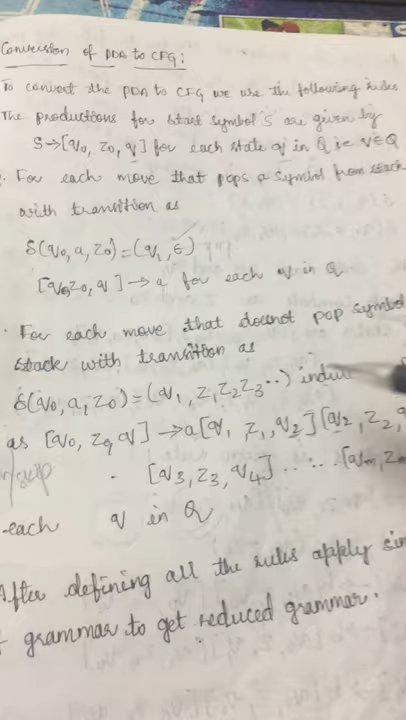 Conversion of PDA to CFG:
To convert the PDA to CFG we use the following rules
The productions for start symbol S are given by
S→[q0, Z0, q] for each state q in Q i.e q∈Q
For each move that pops a symbol from stack
with transition as
δ(q0, a, Z0) = (q1, ε)
[q0 Z0, q] → a for each q in Q
For each move that doesnot pop symbol
stack with transition as
δ(q0, a, Z0) = (q1, Z1 Z2 Z3 ..)
as [q0, Z0, q] → a[q1, Z1, q2] [q2, Z2,
[q3, Z3, q4] ...... [qm, Zm
each q in Q
After defining all the rules apply
grammar to get reduced grammar.